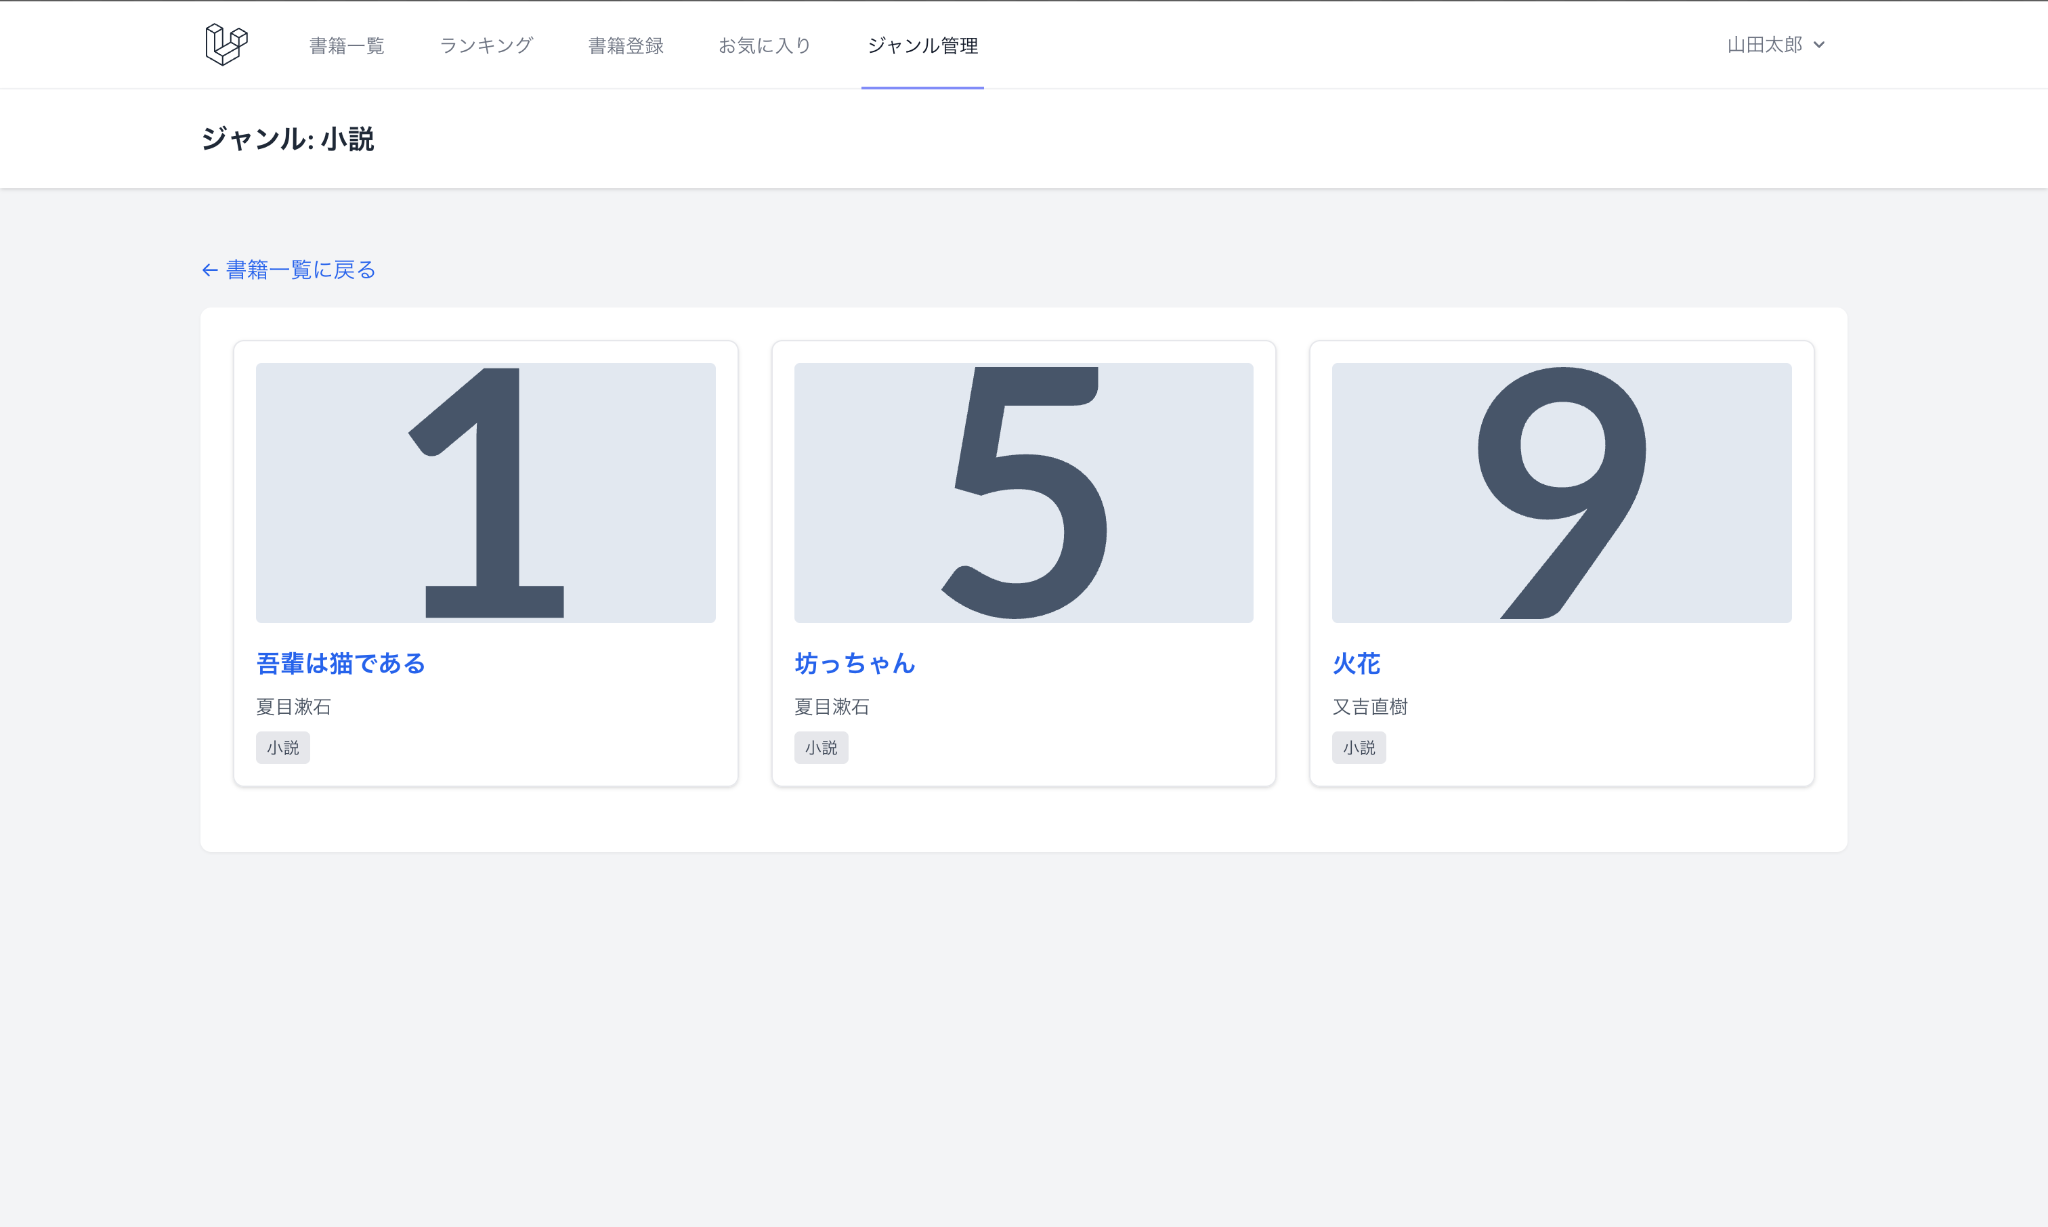 書籍一覧 ランキング 書籍登録 お気に入り ジャンル管理 山田太郎
ジャンル: 小説
← 書籍一覧に戻る
1
吾輩は猫である
夏目漱石
小説
5
坊っちゃん
夏目漱石
小説
9
火花
又吉直樹
小説